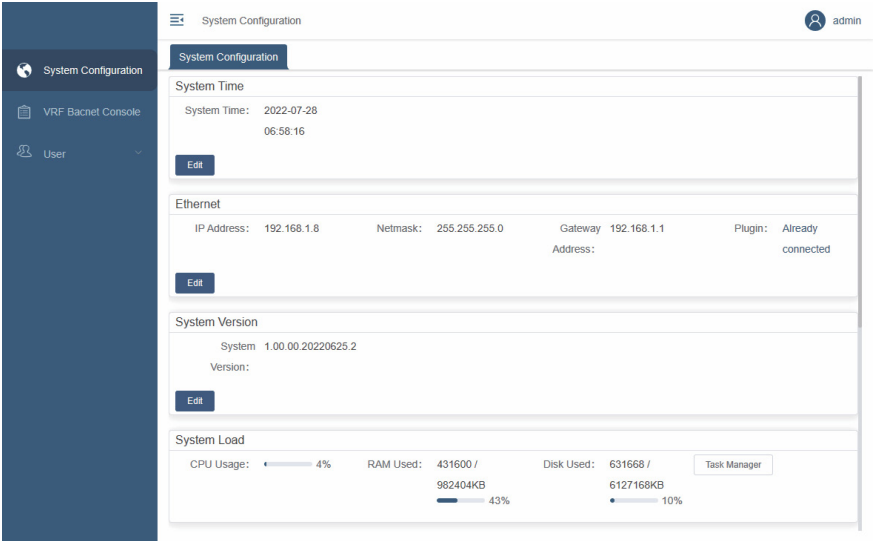 System Configuration
admin
System Configuration
VRF Bacnet Console
User
System Configuration
System Time
System Time: 2022-07-28
06:58:16
Edit
Ethernet
IP Address: 192.168.1.8 Netmask: 255.255.255.0 Gateway 192.168.1.1 Plugin: Already
Address: connected
Edit
System Version
System 1.00.00.20220625.2
Version:
Edit
System Load
CPU Usage: 4% RAM Used: 431600 / Disk Used: 631668 / Task Manager
982404KB 6127168KB
43% 10%